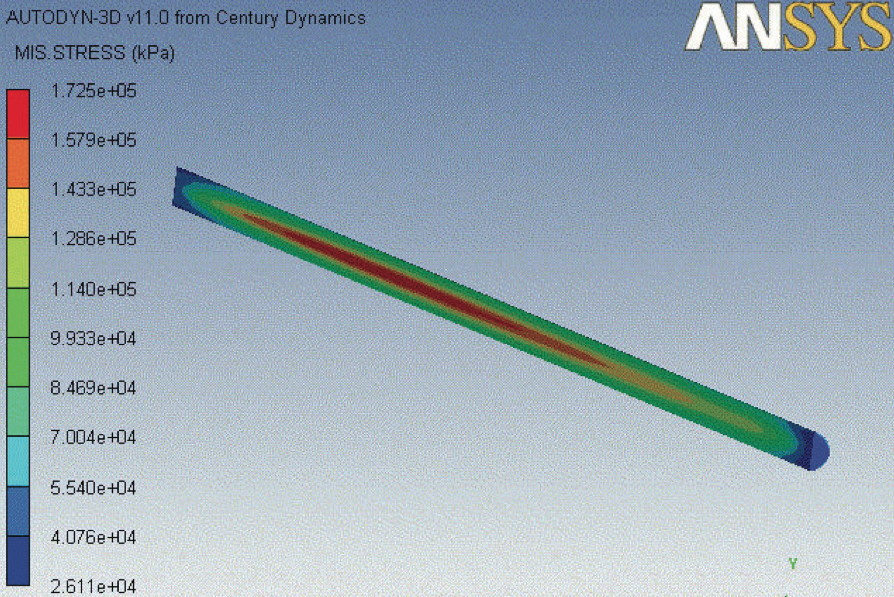 AUTODYN-3D v11.0 from Century Dynamics
ANSYS
MIS.STRESS (kPa)
1.725e+05
1.579e+05
1.433e+05
1.286e+05
1.140e+05
9.933e+04
8.469e+04
7.004e+04
5.540e+04
4.076e+04
2.611e+04
Y